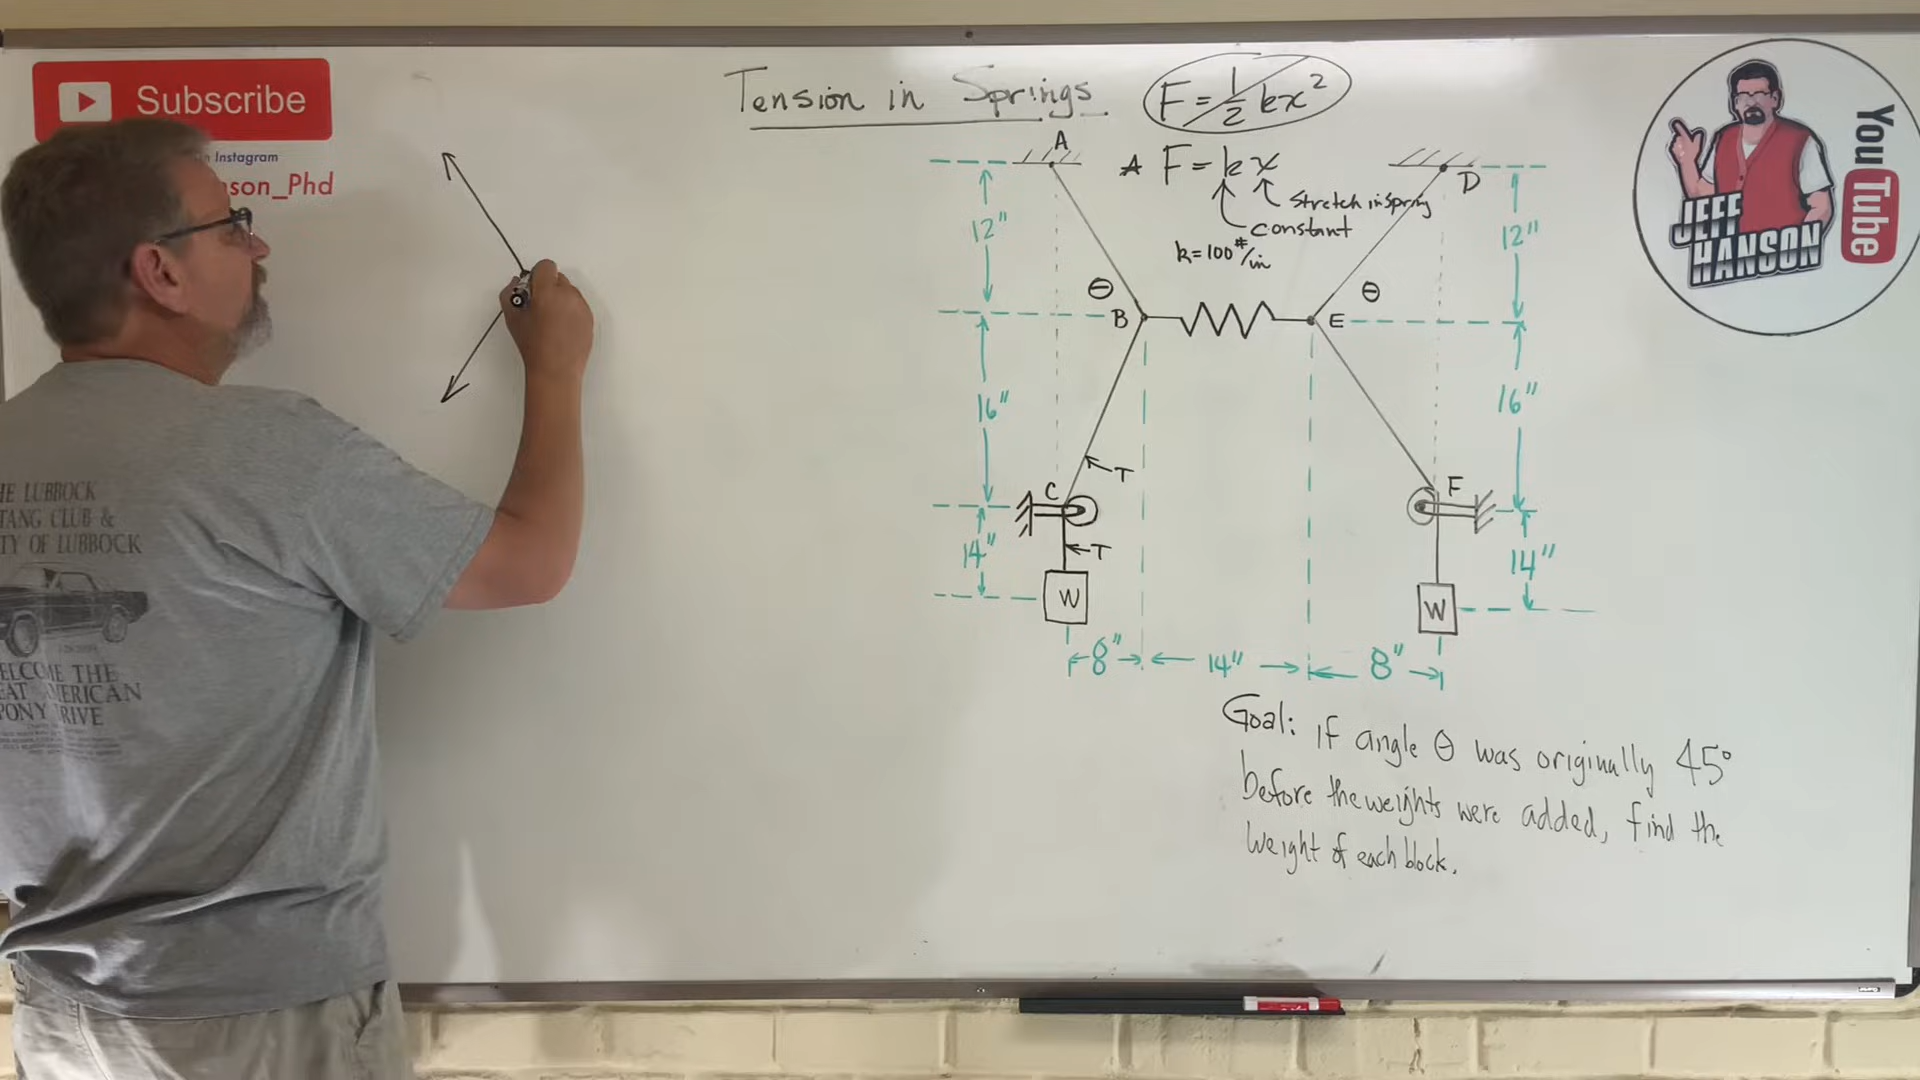 Subscribe
Instagram
nson_Phd
THE LUBBOCK
TANG CLUB &
TY OF LUBBOCK
ELCOME THE
EAT AMERICAN
PONY DRIVE
Tension in Springs
F = 1/2 kx²
A
F = kx
stretch in spring
constant
k = 100#/in
D
12"
12"
θ
θ
B
E
16"
16"
T
C
F
T
14"
14"
W
W
8"
14"
8"
Goal: If angle θ was originally 45°
before the weights were added, find the
weight of each block.
JEFF
HANSON
YouTube